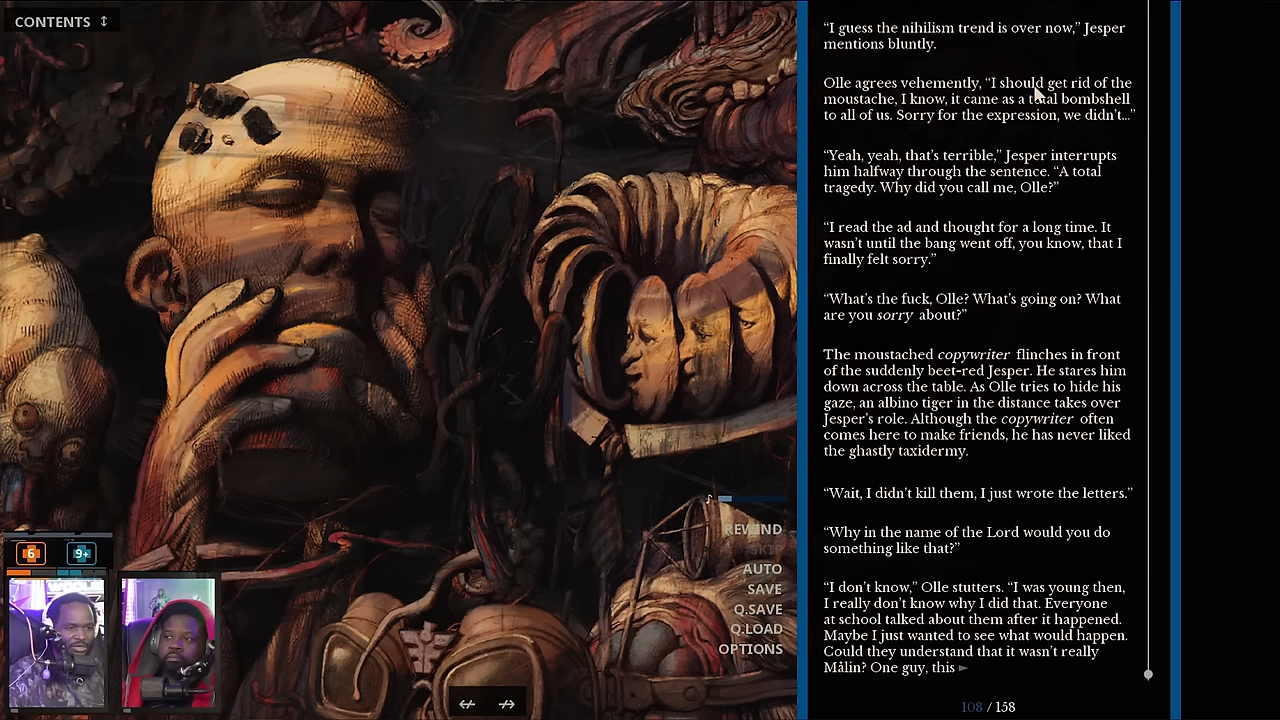 CONTENTS
“I guess the nihilism trend is over now,” Jesper
mentions bluntly.
Olle agrees vehemently, “I should get rid of the
moustache, I know, it came as a total bombshell
to all of us. Sorry for the expression, we didn’t...”
“Yeah, yeah, that’s terrible,” Jesper interrupts
him halfway through the sentence. “A total
tragedy. Why did you call me, Olle?”
“I read the ad and thought for a long time. It
wasn’t until the bang went off, you know, that I
finally felt sorry.”
“What’s the fuck, Olle? What’s going on? What
are you sorry about?”
The moustached copywriter flinches in front
of the suddenly beet-red Jesper. He stares him
down across the table. As Olle tries to hide his
gaze, an albino tiger in the distance takes over
Jesper’s role. Although the copywriter often
comes here to make friends, he has never liked
the ghastly taxidermy.
“Wait, I didn’t kill them, I just wrote the letters.”
“Why in the name of the Lord would you do
something like that?”
“I don’t know,” Olle stutters. “I was young then,
I really don’t know why I did that. Everyone
at school talked about them after it happened.
Maybe I just wanted to see what would happen.
Could they understand that it wasn’t really
Målin? One guy, this
108 / 158
REWIND
SKIP
AUTO
SAVE
Q.SAVE
Q.LOAD
OPTIONS
6
9+